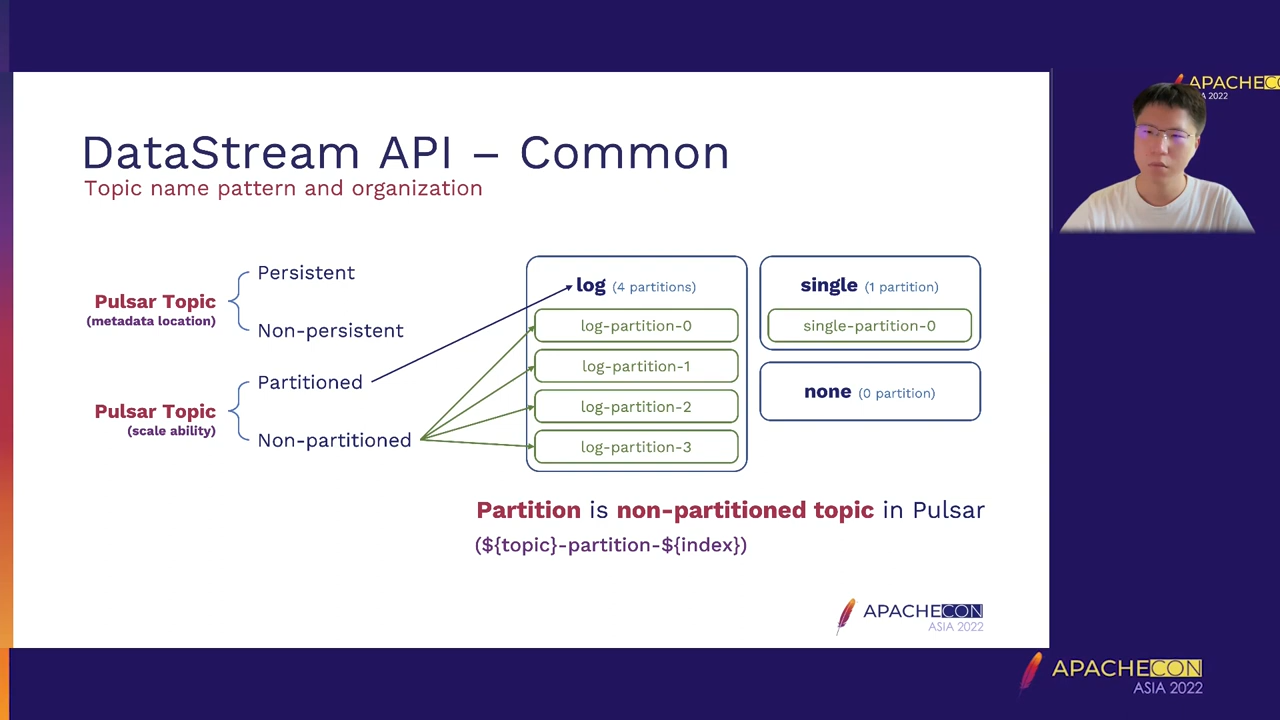 DataStream API – Common
Topic name pattern and organization
Pulsar Topic
(metadata location)
Persistent
Non-persistent
Pulsar Topic
(scale ability)
Partitioned
Non-partitioned
log (4 partitions)
log-partition-0
log-partition-1
log-partition-2
log-partition-3
single (1 partition)
single-partition-0
none (0 partition)
Partition is non-partitioned topic in Pulsar
(${topic}-partition-${index})
APACHECON
ASIA 2022
APACHECO
IA 2022
APACHECON
ASIA 2022